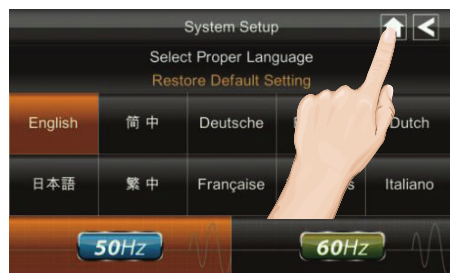 System Setup
Select Proper Language
Restore Default Setting
English 简中 Deutsche Dutch
日本語 繁中 Française Italiano
50Hz 60Hz